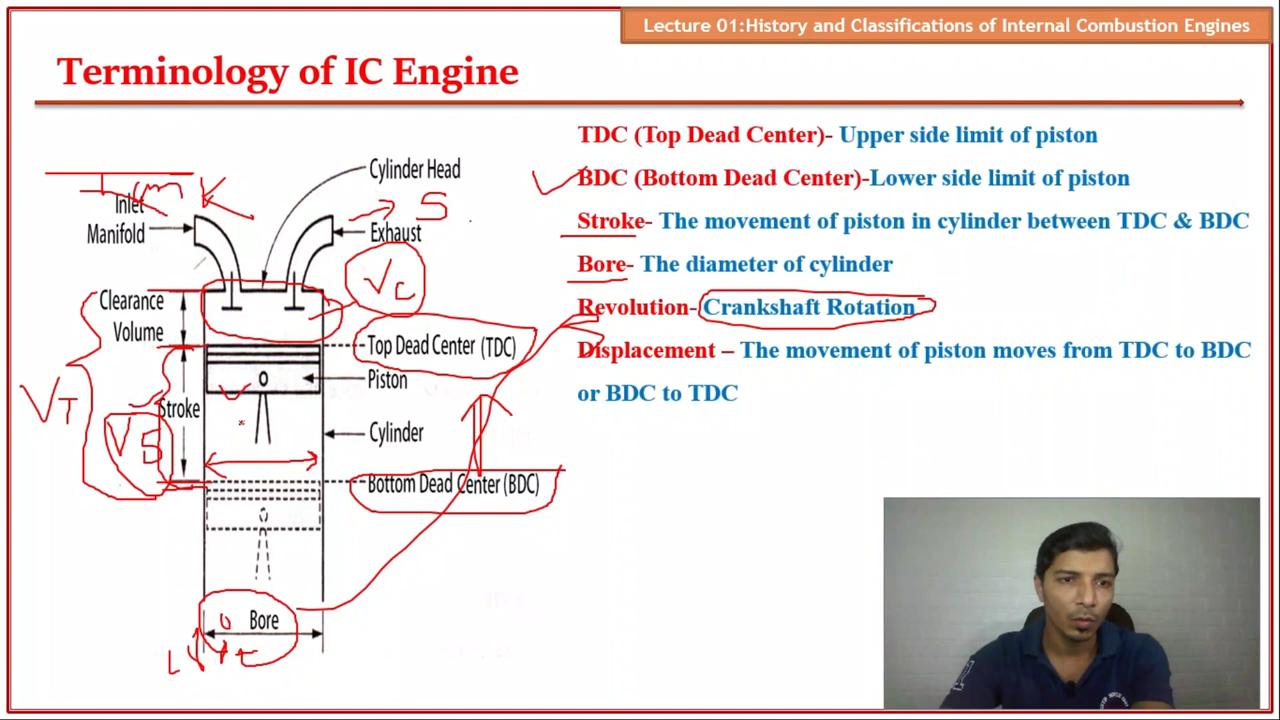 Lecture 01:History and Classifications of Internal Combustion Engines
Terminology of IC Engine
TDC (Top Dead Center)- Upper side limit of piston
BDC (Bottom Dead Center)-Lower side limit of piston
Stroke- The movement of piston in cylinder between TDC & BDC
Bore- The diameter of cylinder
Revolution- Crankshaft Rotation
Displacement – The movement of piston moves from TDC to BDC
or BDC to TDC
Cylinder Head
Inlet
Manifold
K
S
Exhaust
Vc
Clearance
Volume
Top Dead Center (TDC)
Piston
VT
Stroke
VS
Cylinder
Bottom Dead Center (BDC)
Bore